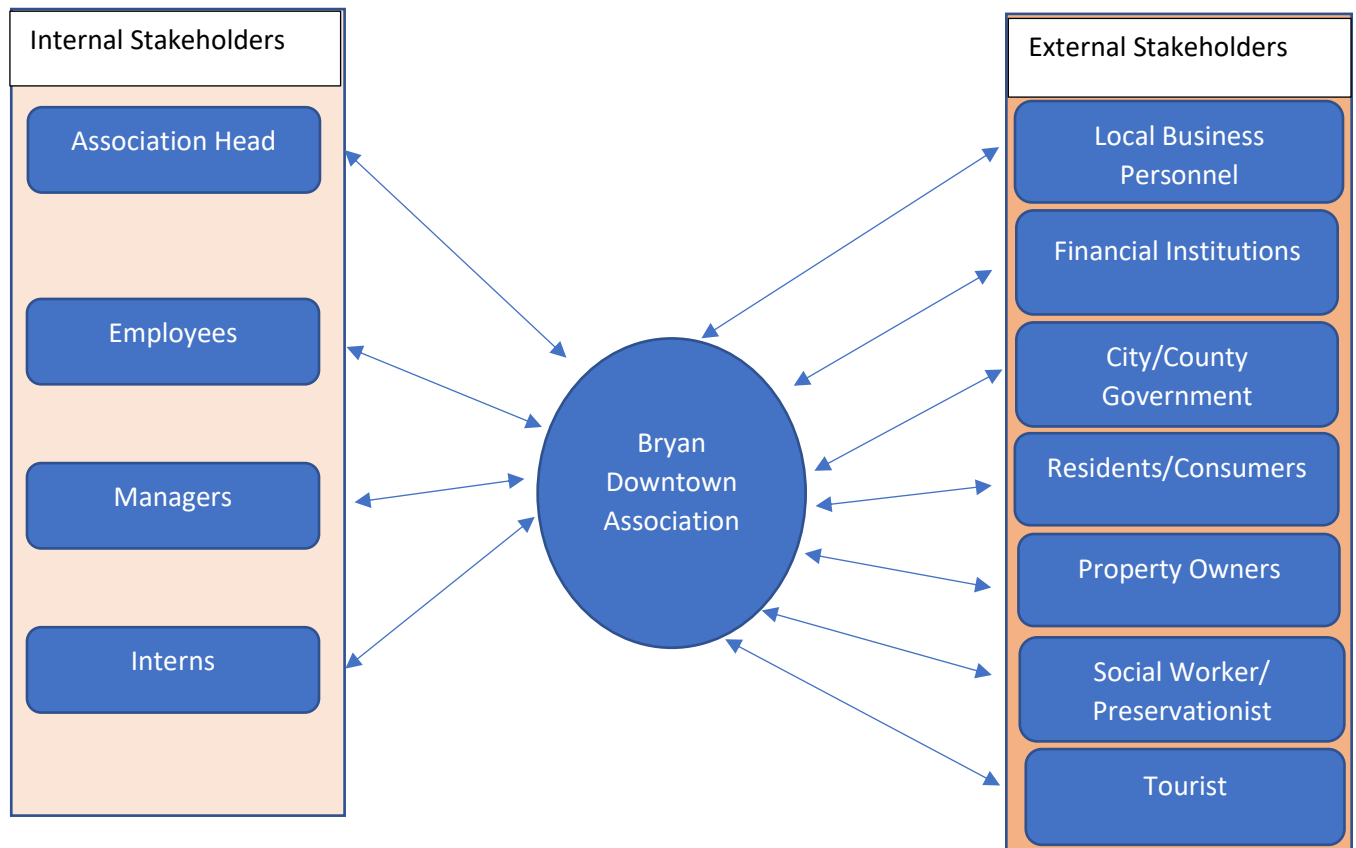 Internal Stakeholders
Association Head
Employees
Managers
Interns
Bryan
Downtown
Association
External Stakeholders
Local Business
Personnel
Financial Institutions
City/County
Government
Residents/Consumers
Property Owners
Social Worker/
Preservationist
Tourist